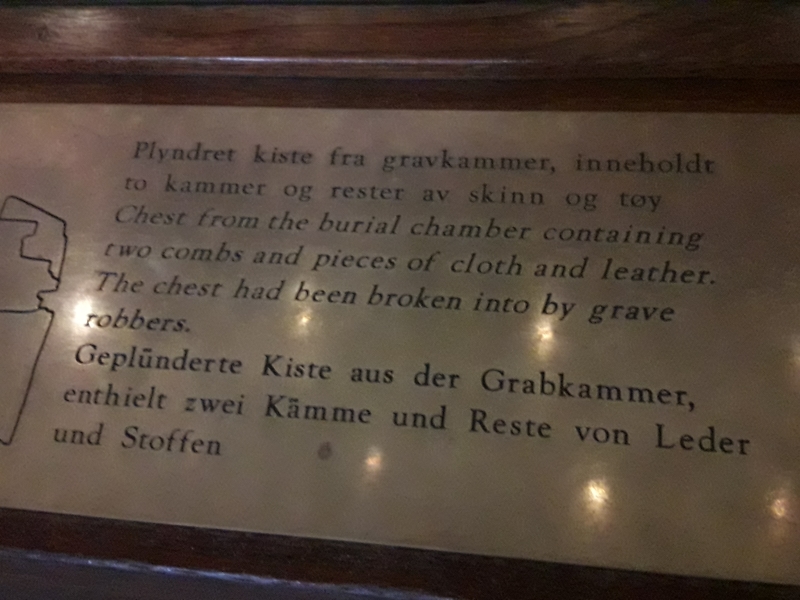 Plyndret kiste fra gravkammer, inneholdt
to kammer og rester av skinn og tøy
Chest from the burial chamber containing
two combs and pieces of cloth and leather.
The chest had been broken into by grave
robbers.
Geplünderte Kiste aus der Grabkammer,
enthielt zwei Kämme und Reste von Leder
und Stoffen